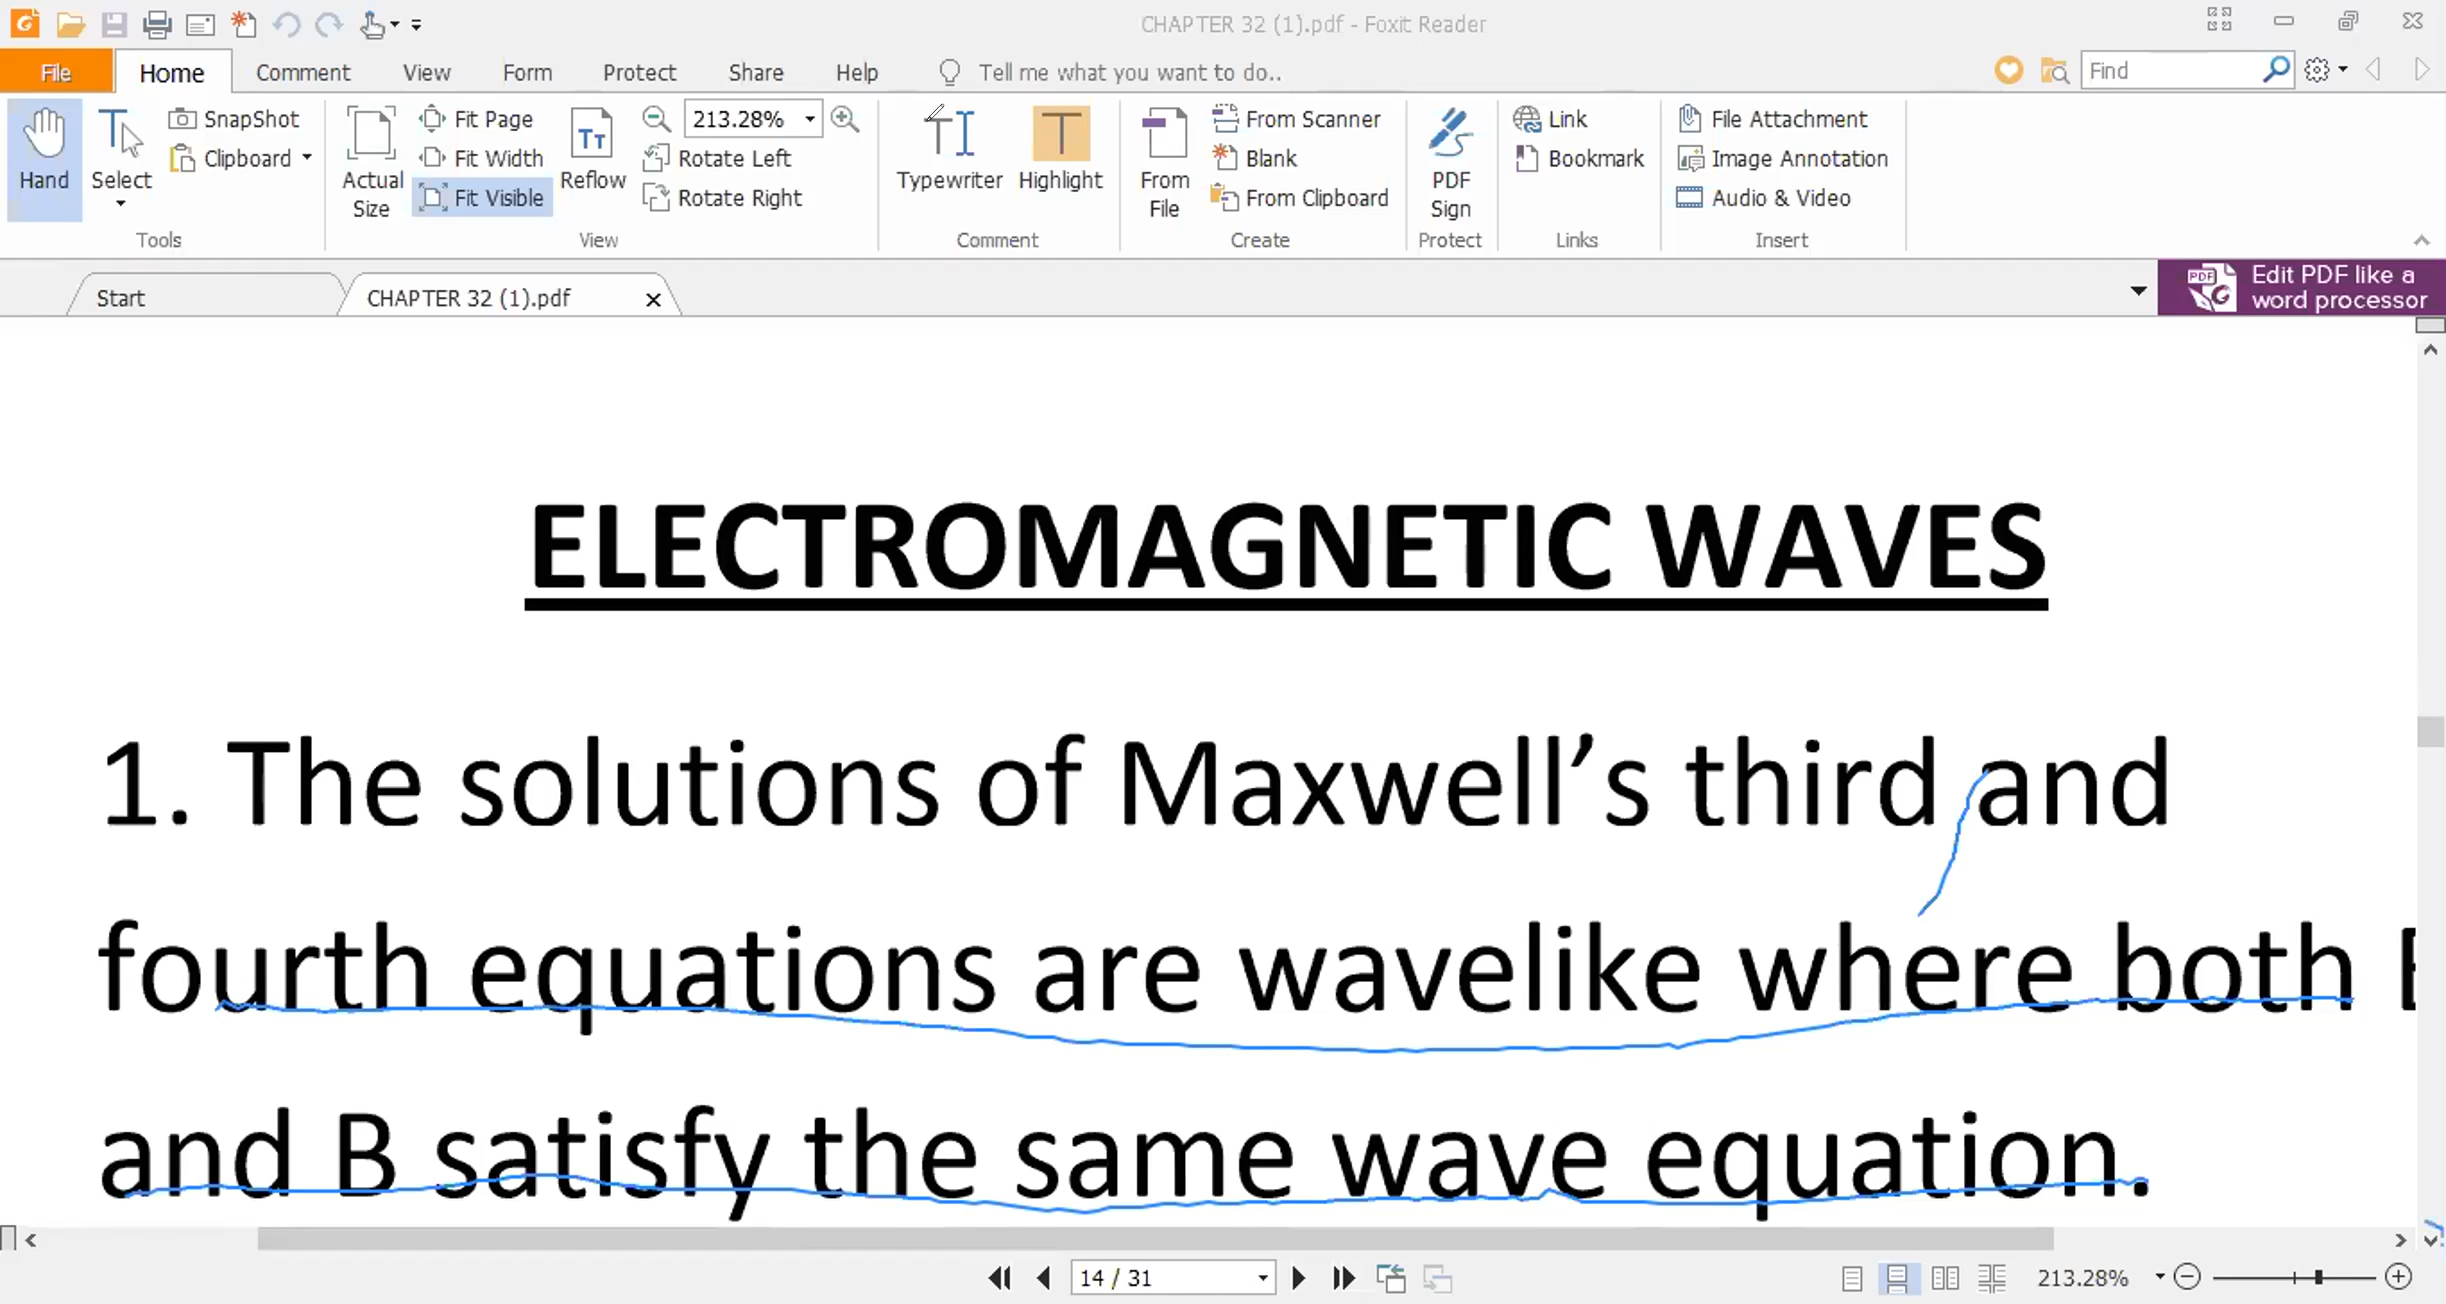 CHAPTER 32 (1).pdf - Foxit Reader
File Home Comment View Form Protect Share Help Tell me what you want to do.. Find
Hand
Select
SnapShot
Clipboard
Tools
Actual Size
Fit Page
Fit Width
Fit Visible
Reflow
213.28%
Rotate Left
Rotate Right
View
Typewriter
Highlight
Comment
From File
From Scanner
Blank
From Clipboard
Create
PDF Sign
Protect
Link
Bookmark
Links
File Attachment
Image Annotation
Audio & Video
Insert
Start
CHAPTER 32 (1).pdf
Edit PDF like a
word processor
ELECTROMAGNETIC WAVES
1. The solutions of Maxwell’s third and
fourth equations are wavelike where both
and B satisfy the same wave equation.
14 / 31
213.28%